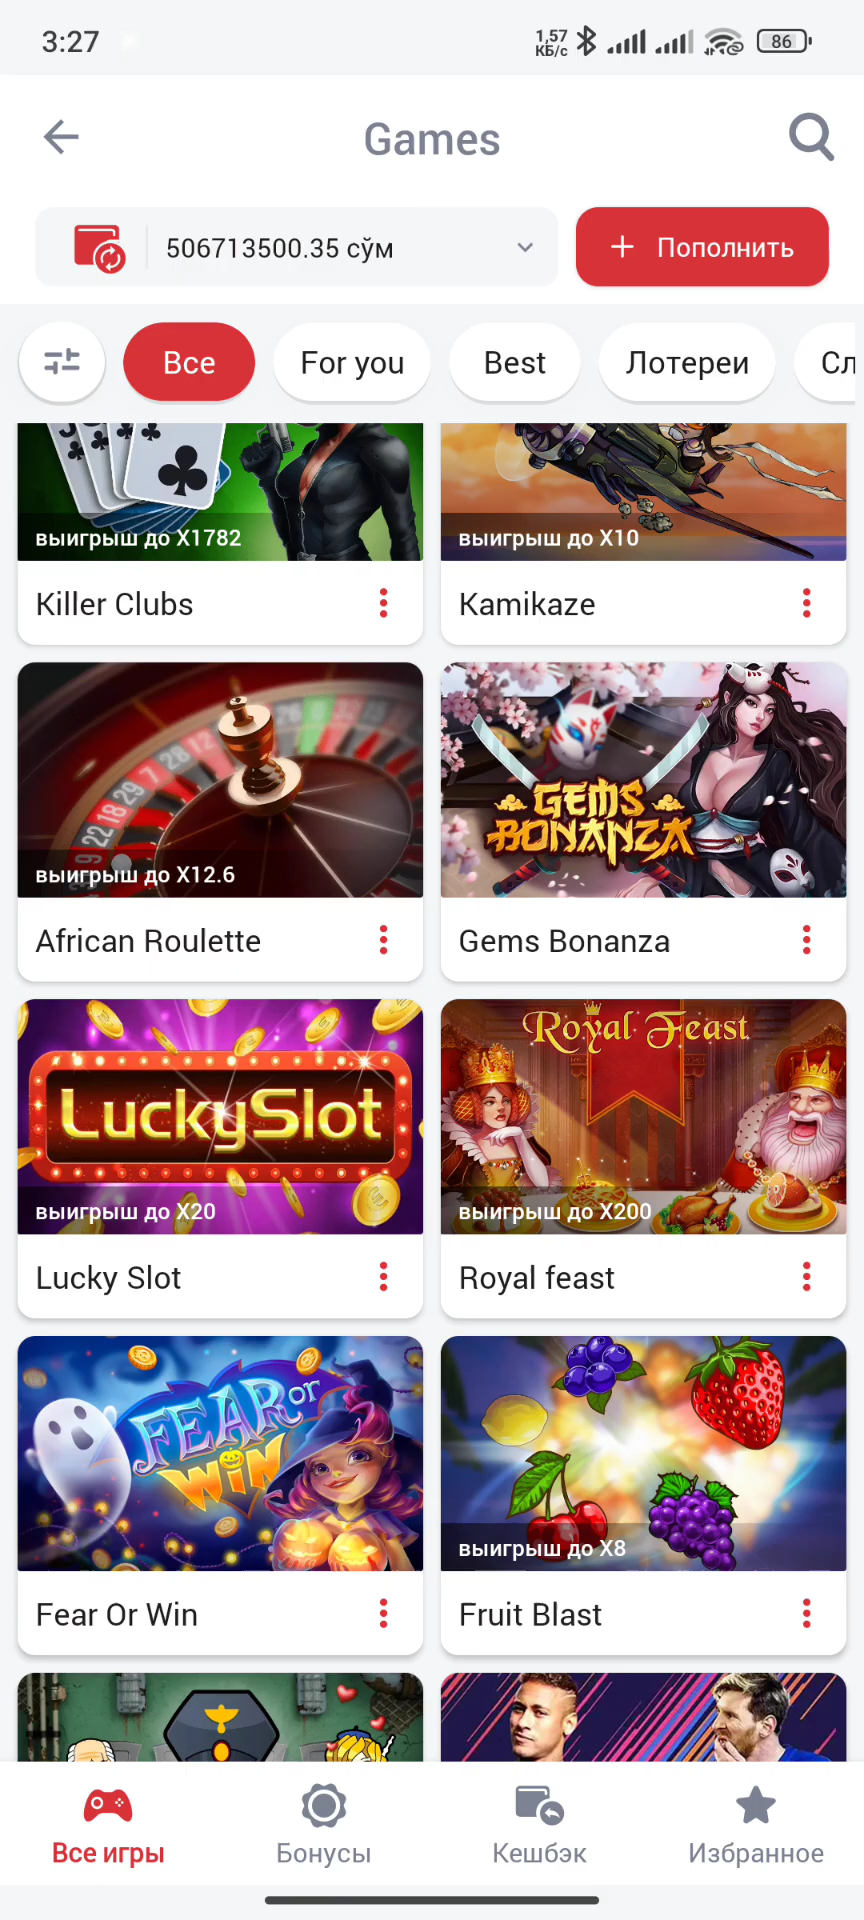 3:27
1,57
КБ/с
86
Games
506713500.35 сўм
+ Пополнить
Все
For you
Best
Лотереи
Сл
выигрыш до X1782
выигрыш до X10
Killer Clubs
Kamikaze
выигрыш до X12.6
GEMS
BONANZA
African Roulette
Gems Bonanza
LuckySlot
выигрыш до X20
Royal Feast
выигрыш до X200
Lucky Slot
Royal feast
FEAR or
WIN
выигрыш до X8
Fear Or Win
Fruit Blast
Все игры
Бонусы
Кешбэк
Избранное